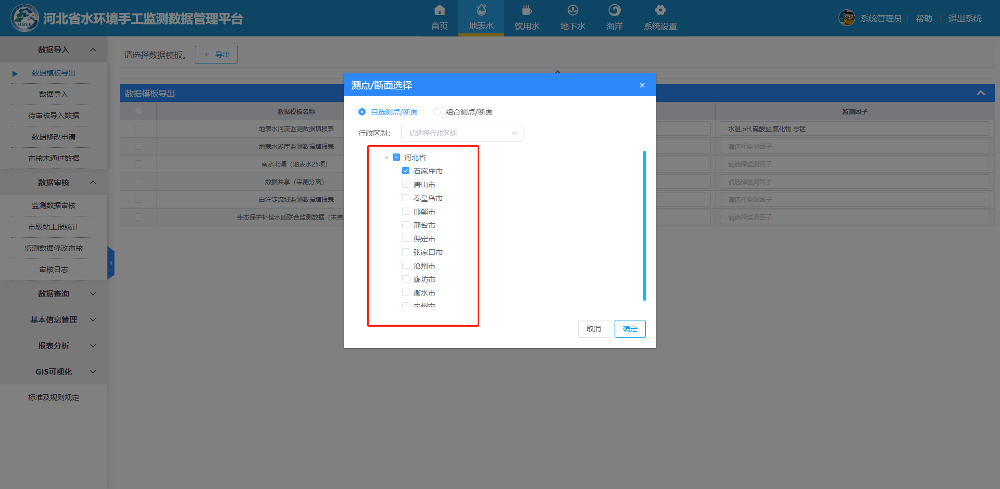 HBEE
河北省水环境手工监测数据管理平台
首页
地表水
饮用水
地下水
海洋
系统设置
系统管理员
帮助
退出系统
数据导入
数据模板导出
数据导入
待审核导入数据
数据修改申请
审核未通过数据
数据审核
监测数据审核
市级站上报统计
监测数据修改审核
审核日志
数据查询
基本信息管理
报表分析
GIS可视化
标准及规则规定
请选择数据模板。
导出
数据模板导出
数据模板名称
监测因子
地表水河流监测数据填报表
水温,pH,硫酸盐,氯化物,总锰
地表水湖库监测数据填报表
请选择监测因子
南水北调（地表水25项）
请选择监测因子
数据共享（采测分离）
请选择监测因子
白洋淀流域监测数据填报表
请选择监测因子
生态保护补偿水质联合监测数据（未完
请选择监测因子
测点/断面选择
自选测点/断面
组合测点/断面
行政区划：
请选择行政区划
河北省
石家庄市
唐山市
秦皇岛市
邯郸市
邢台市
保定市
张家口市
沧州市
廊坊市
衡水市
定州市
取消
确定